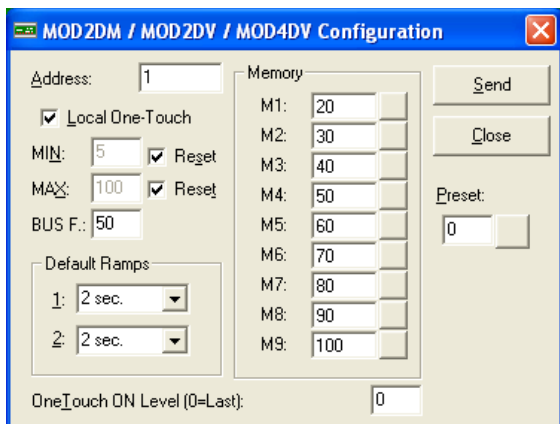 MOD2DM / MOD2DV / MOD4DV Configuration
Address: 1
Local One-Touch
MIN: 5 Reset
MAX: 100 Reset
BUS F.: 50
Default Ramps
1: 2 sec.
2: 2 sec.
Memory
M1: 20
M2: 30
M3: 40
M4: 50
M5: 60
M6: 70
M7: 80
M8: 90
M9: 100
Send
Close
Preset:
0
OneTouch ON Level (0=Last): 0